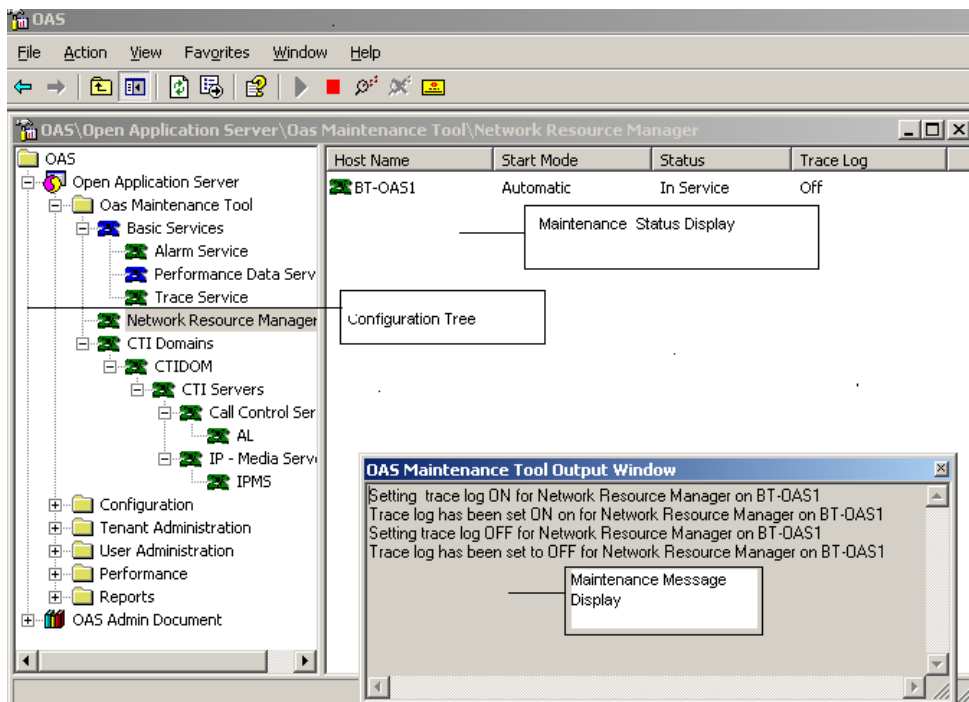 OAS
File Action View Favorites Window Help
OAS\Open Application Server\Oas Maintenance Tool\Network Resource Manager
OAS
Open Application Server
Oas Maintenance Tool
Basic Services
Alarm Service
Performance Data Serv
Trace Service
Network Resource Manager
CTI Domains
CTIDOM
CTI Servers
Call Control Ser
AL
IP - Media Serv
IPMS
Configuration
Tenant Administration
User Administration
Performance
Reports
OAS Admin Document
Host Name Start Mode Status Trace Log
BT-OAS1 Automatic In Service Off
Maintenance Status Display
Configuration Tree
OAS Maintenance Tool Output Window
Setting trace log ON for Network Resource Manager on BT-OAS1
Trace log has been set ON on for Network Resource Manager on BT-OAS1
Setting trace log OFF for Network Resource Manager on BT-OAS1
Trace log has been set to OFF for Network Resource Manager on BT-OAS1
Maintenance Message
Display